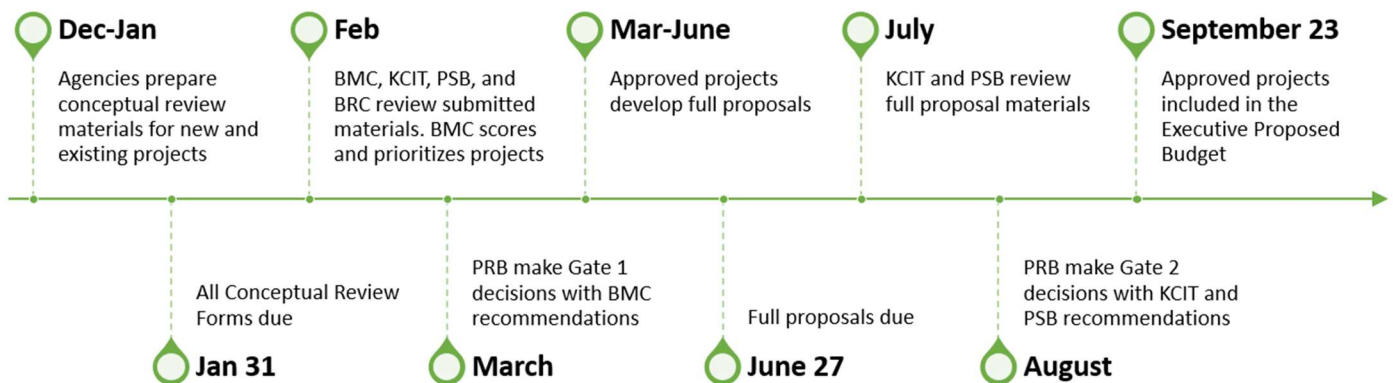 Dec-Jan
Agencies prepare
conceptual review
materials for new and
existing projects
Feb
BMC, KCIT, PSB, and
BRC review submitted
materials. BMC scores
and prioritizes projects
Mar-June
Approved projects
develop full proposals
July
KCIT and PSB review
full proposal materials
September 23
Approved projects
included in the
Executive Proposed
Budget
All Conceptual Review
Forms due
Jan 31
PRB make Gate 1
decisions with BMC
recommendations
March
Full proposals due
June 27
PRB make Gate 2
decisions with KCIT and
PSB recommendations
August